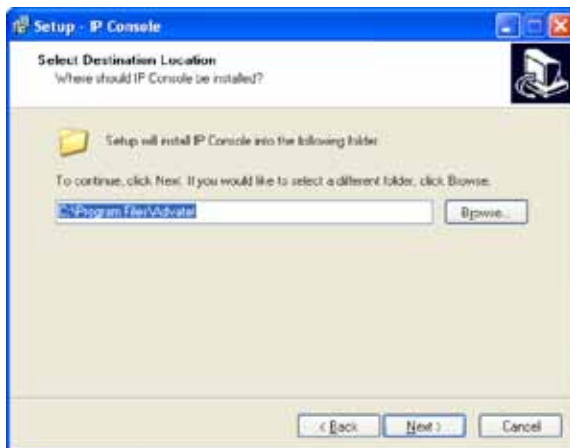 Setup - IP Console
Select Destination Location
Where should IP Console be installed?
Setup will install IP Console into the following folder.
To continue, click Next. If you would like to select a different folder, click Browse.
C:\Program Files\Advatel
Browse...
< Back
Next >
Cancel